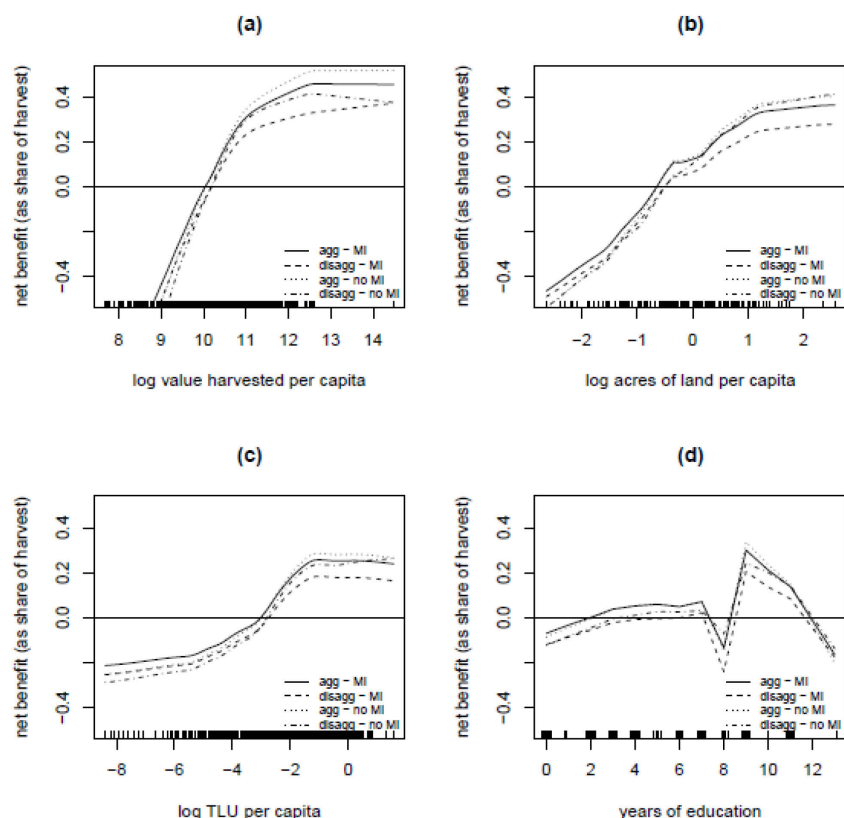 (a)
net benefit (as share of harvest)
0.4
0.2
0.0
−0.4
agg − MI
disagg − MI
agg − no MI
disagg − no MI
8 9 10 11 12 13 14
log value harvested per capita
(b)
net benefit (as share of harvest)
0.4
0.2
0.0
−0.4
agg − MI
disagg − MI
agg − no MI
disagg − no MI
−2 −1 0 1 2
log acres of land per capita
(c)
net benefit (as share of harvest)
0.4
0.2
0.0
−0.4
agg − MI
disagg − MI
agg − no MI
disagg − no MI
−8 −6 −4 −2 0
log TLU per capita
(d)
net benefit (as share of harvest)
0.4
0.2
0.0
−0.4
agg − MI
disagg − MI
agg − no MI
disagg − no MI
0 2 4 6 8 10 12
years of education